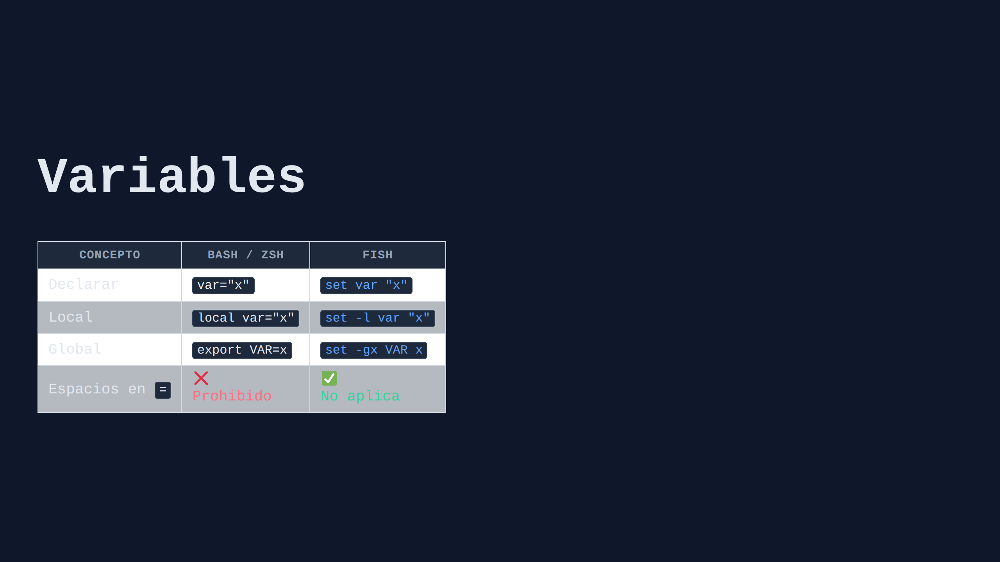 Variables
CONCEPTO BASH / ZSH FISH
Declarar var="x" set var "x"
Local local var="x" set -l var "x"
Global export VAR=x set -gx VAR x
Espacios en = ❌ Prohibido ✅ No aplica